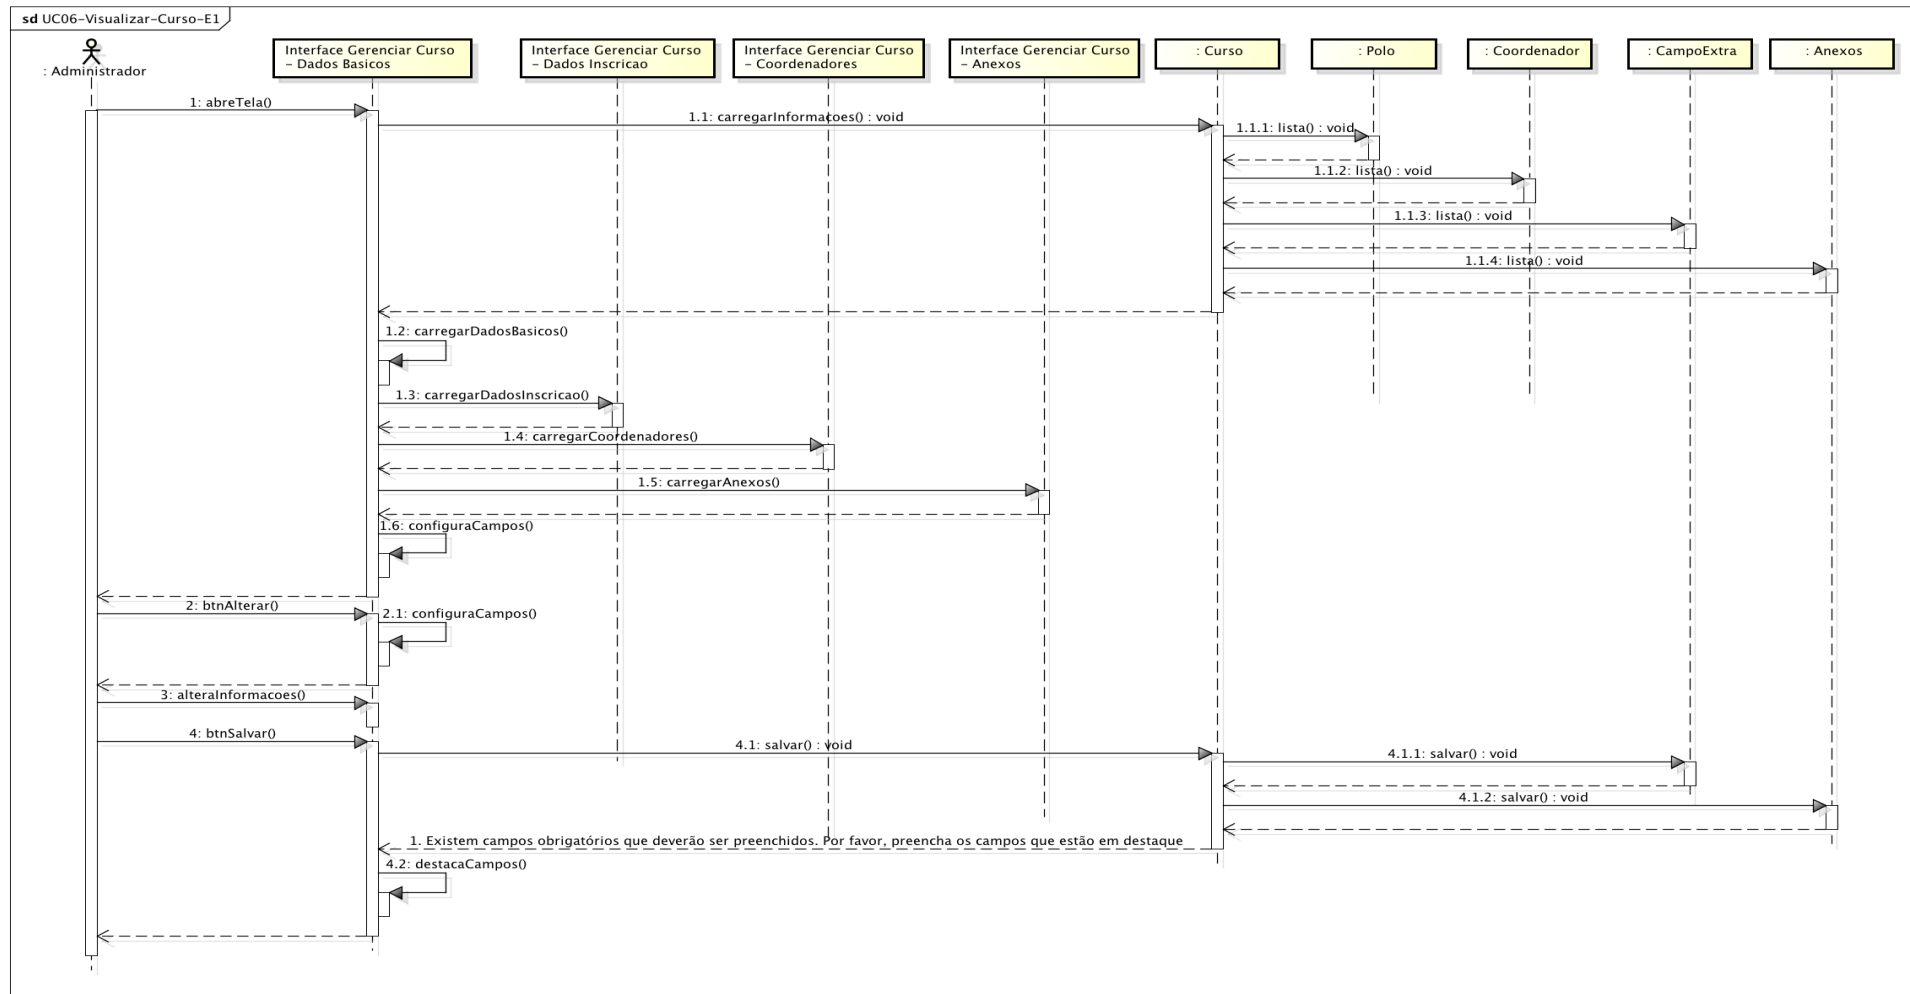 sd UC06-Visualizar-Curso-E1
: Administrador
Interface Gerenciar Curso
- Dados Basicos
Interface Gerenciar Curso
- Dados Inscricao
Interface Gerenciar Curso
- Coordenadores
Interface Gerenciar Curso
- Anexos
: Curso
: Polo
: Coordenador
: CampoExtra
: Anexos
1: abreTela()
1.1: carregarInformacoes() : void
1.1.1: lista() : void
1.1.2: lista() : void
1.1.3: lista() : void
1.1.4: lista() : void
1.2: carregarDadosBasicos()
1.3: carregarDadosInscricao()
1.4: carregarCoordenadores()
1.5: carregarAnexos()
1.6: configuraCampos()
2: btnAlterar()
2.1: configuraCampos()
3: alteraInformacoes()
4: btnSalvar()
4.1: salvar() : void
4.1.1: salvar() : void
4.1.2: salvar() : void
1. Existem campos obrigatórios que deverão ser preenchidos. Por favor, preencha os campos que estão em destaque
4.2: destacaCampos()